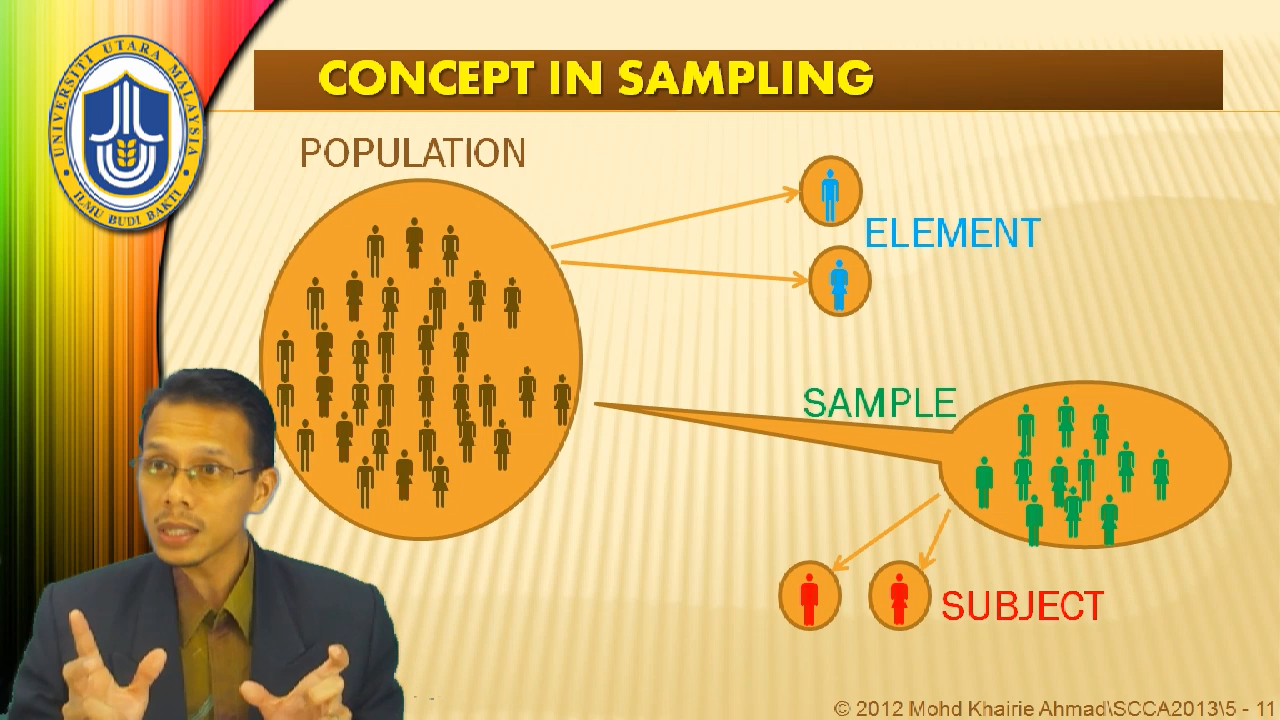 UNIVERSITI UTARA MALAYSIA
ILMU BUDI BAKTI
CONCEPT IN SAMPLING
POPULATION
ELEMENT
SAMPLE
SUBJECT
© 2012 Mohd Khairie Ahmad\SCCA2013\5 - 11